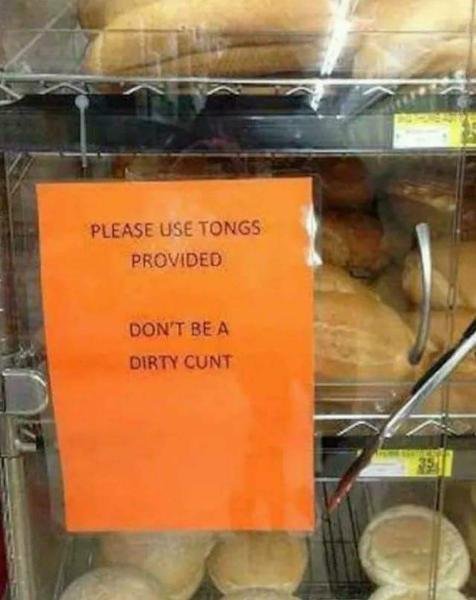 PLEASE USE TONGS
PROVIDED
DON'T BE A
DIRTY CUNT